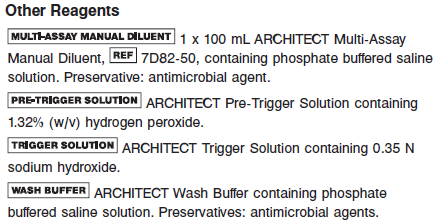 Other Reagents
MULTI-ASSAY MANUAL DILUENT 1 x 100 mL ARCHITECT Multi-Assay
Manual Diluent, REF 7D82-50, containing phosphate buffered saline
solution. Preservative: antimicrobial agent.
PRE-TRIGGER SOLUTION ARCHITECT Pre-Trigger Solution containing
1.32% (w/v) hydrogen peroxide.
TRIGGER SOLUTION ARCHITECT Trigger Solution containing 0.35 N
sodium hydroxide.
WASH BUFFER ARCHITECT Wash Buffer containing phosphate
buffered saline solution. Preservatives: antimicrobial agents.